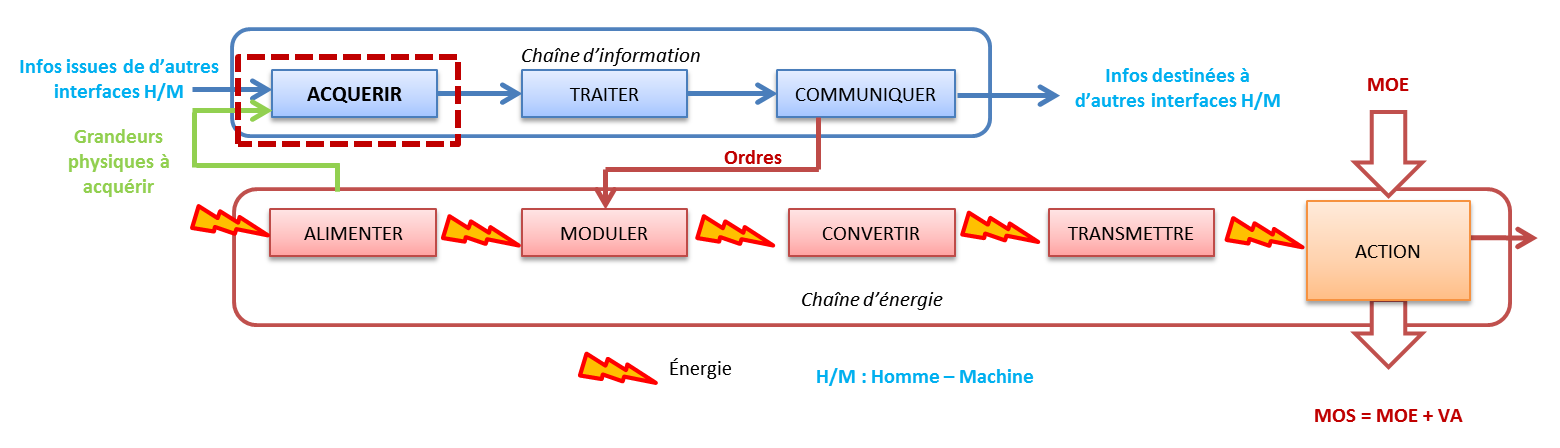 Chaîne d’information
Infos issues de d’autres
interfaces H/M
ACQUERIR
TRAITER
COMMUNIQUER
Infos destinées à
d’autres interfaces H/M
MOE
Grandeurs
physiques à
acquérir
Ordres
ALIMENTER
MODULER
CONVERTIR
TRANSMETTRE
ACTION
Chaîne d’énergie
Énergie
H/M : Homme – Machine
MOS = MOE + VA